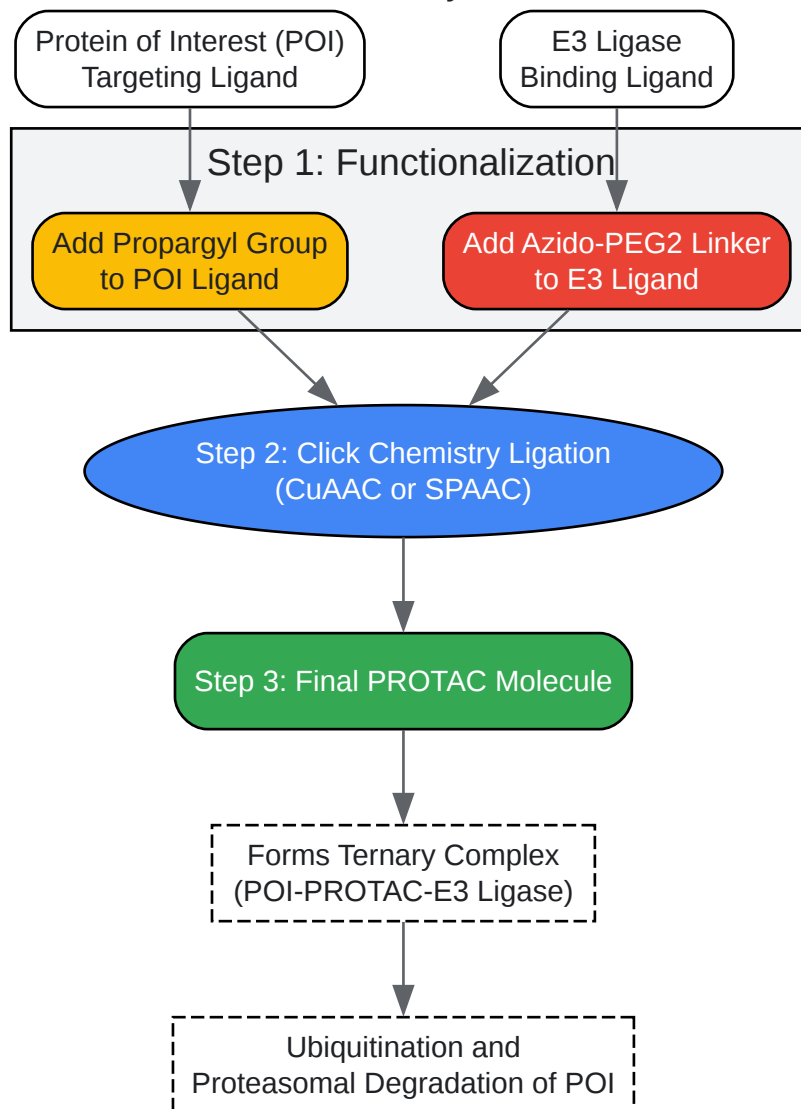 Protein of Interest (POI)
Targeting Ligand
E3 Ligase
Binding Ligand
Step 1: Functionalization
Add Propargyl Group
to POI Ligand
Add Azido-PEG2 Linker
to E3 Ligand
Step 2: Click Chemistry Ligation
(CuAAC or SPAAC)
Step 3: Final PROTAC Molecule
Forms Ternary Complex
(POI-PROTAC-E3 Ligase)
Ubiquitination and
Proteasomal Degradation of POI